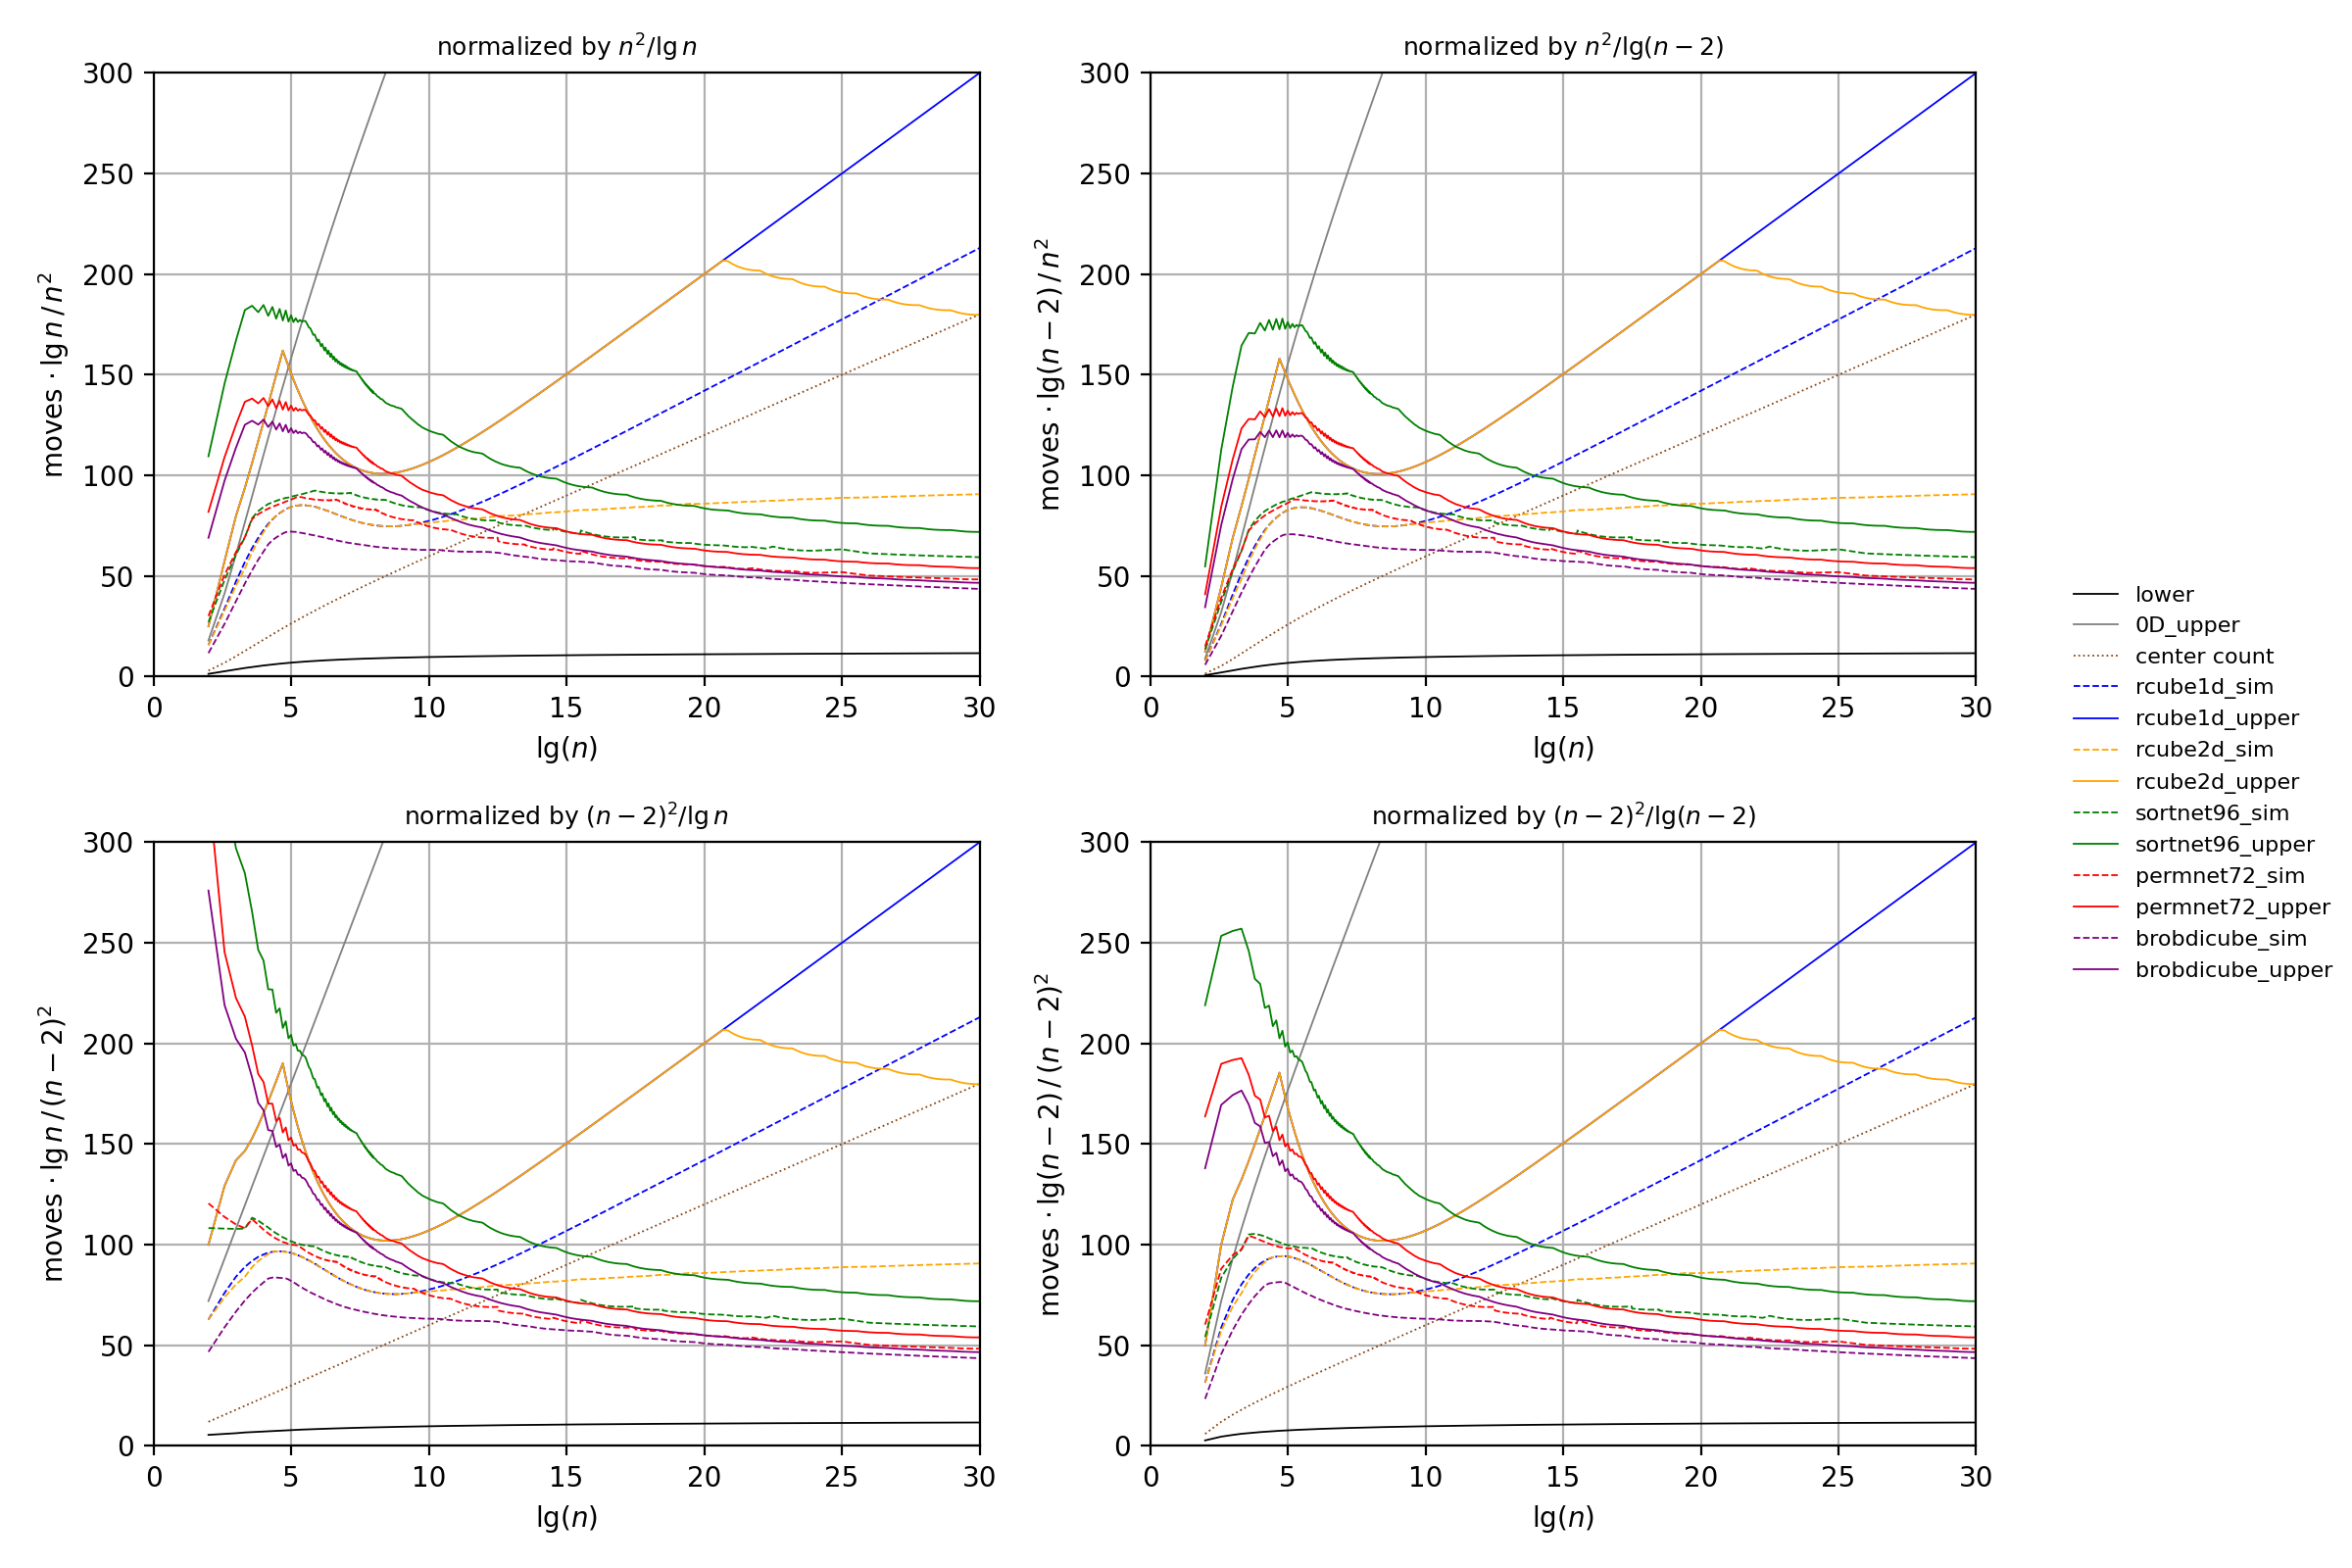 normalized by n²/lg n
300
250
200
150
100
50
0
0 5 10 15 20 25 30
lg(n)
moves · lg n / n²
normalized by n²/lg(n − 2)
300
250
200
150
100
50
0
0 5 10 15 20 25 30
lg(n)
moves · lg(n − 2) / n²
normalized by (n − 2)²/lg n
300
250
200
150
100
50
0
0 5 10 15 20 25 30
lg(n)
moves · lg n / (n − 2)²
normalized by (n − 2)²/lg(n − 2)
300
250
200
150
100
50
0
0 5 10 15 20 25 30
lg(n)
moves · lg(n − 2) / (n − 2)²
lower
0D_upper
center count
rcube1d_sim
rcube1d_upper
rcube2d_sim
rcube2d_upper
sortnet96_sim
sortnet96_upper
permnet72_sim
permnet72_upper
brobdicube_sim
brobdicube_upper